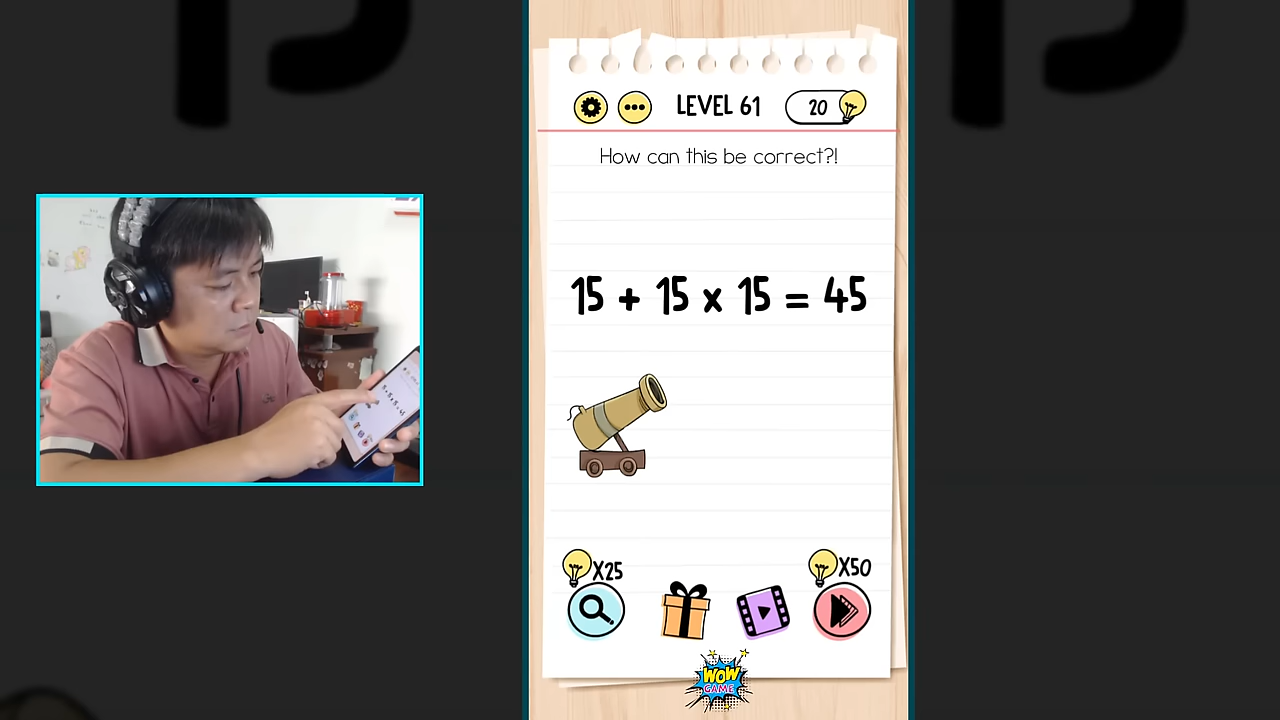 LEVEL 61
20
How can this be correct?!
15 + 15 x 15 = 45
X25
X50
WOW
GAME